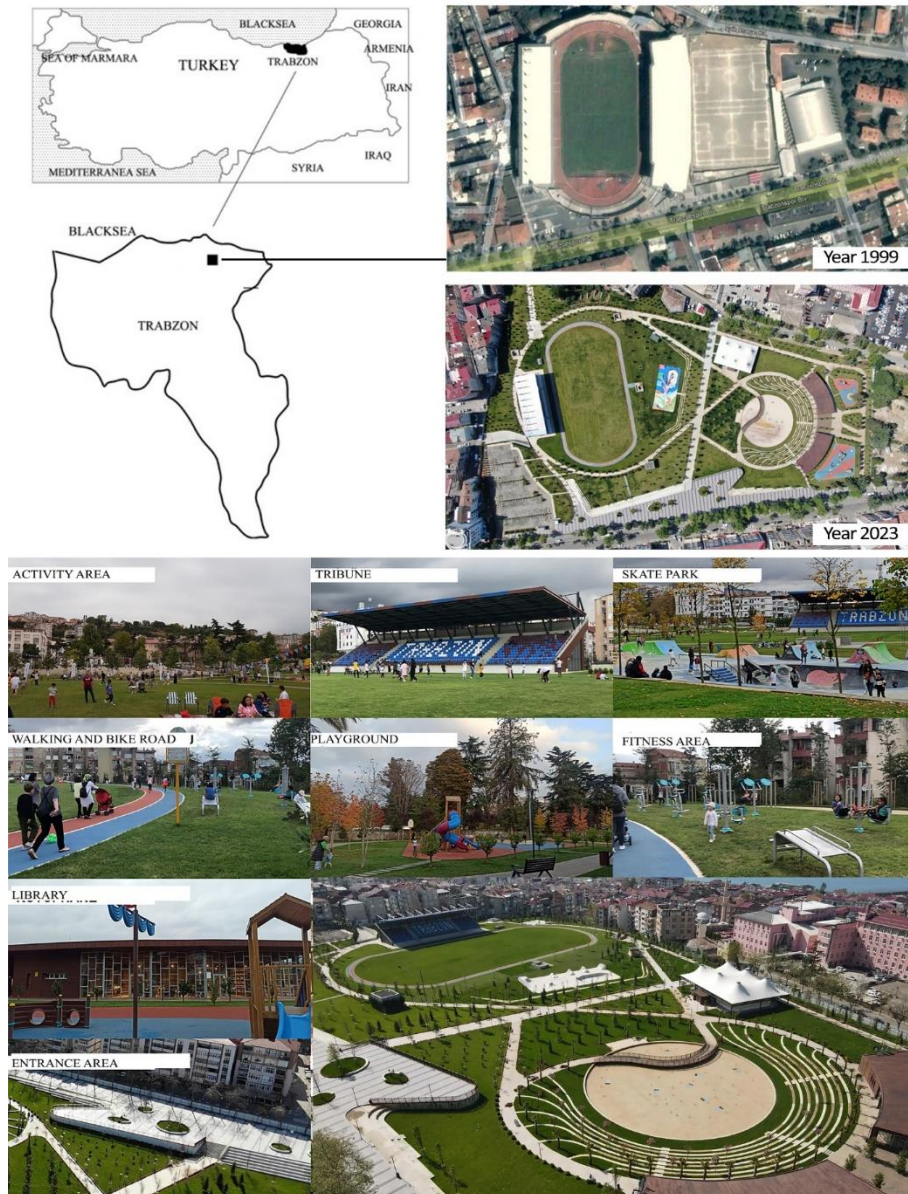 BLACKSEA
GEORGIA
SEA OF MARMARA
TURKEY
TRABZON
ARMENIA
IRAN
IRAQ
SYRIA
MEDITERRANEA SEA
BLACKSEA
TRABZON
Year 1999
Year 2023
ACTIVITY AREA
TRIBUNE
SKATE PARK
TRABZON
WALKING AND BIKE ROAD
PLAYGROUND
FITNESS AREA
LIBRARY
ENTRANCE AREA